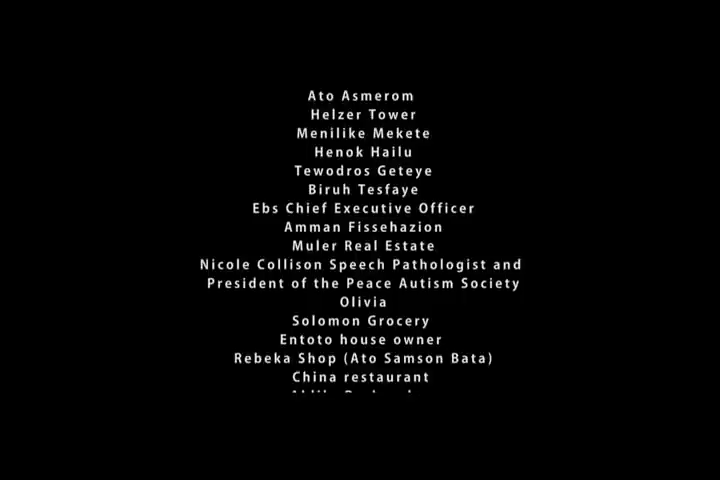 Ato Asmerom
Helzer Tower
Menilike Mekete
Henok Hailu
Tewodros Geteye
Biruh Tesfaye
Ebs Chief Executive Officer
Amman Fissehazion
Muler Real Estate
Nicole Collison Speech Pathologist and
President of the Peace Autism Society
Olivia
Solomon Grocery
Entoto house owner
Rebeka Shop (Ato Samson Bata)
China restaurant